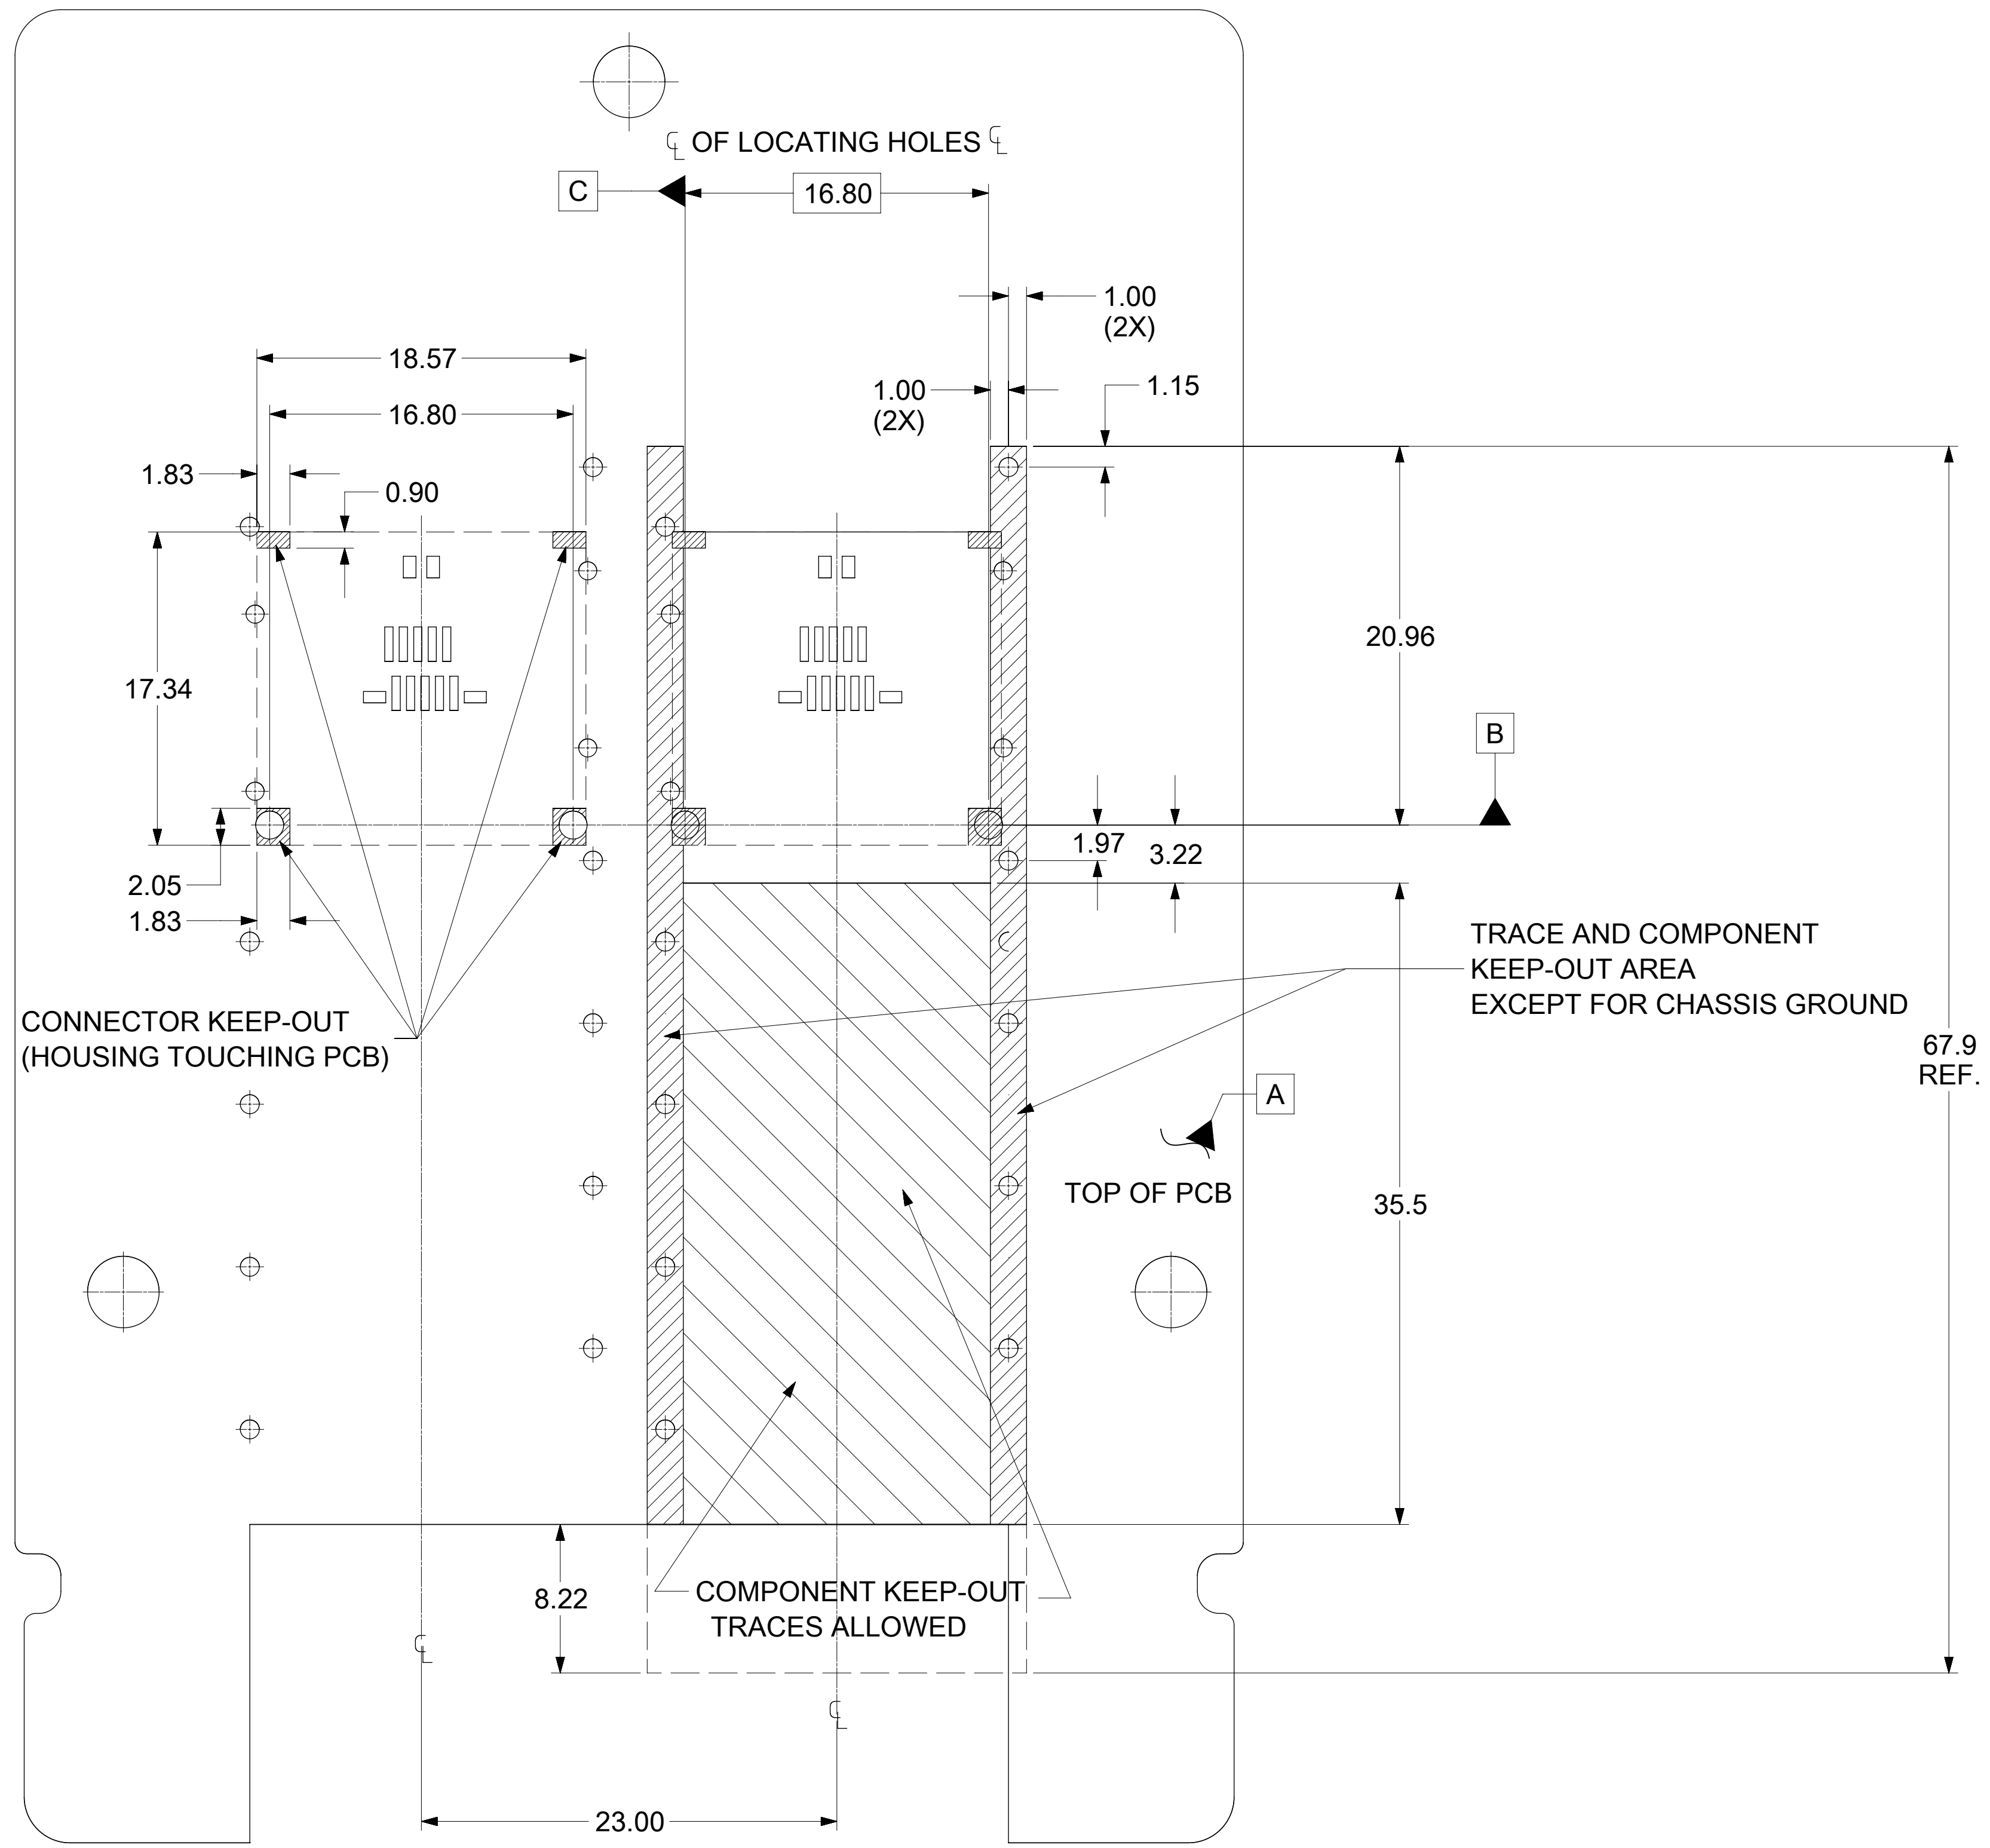 ℄ OF LOCATING HOLES ℄
C
16.80
1.00
(2X)
18.57
1.00
(2X)
1.15
16.80
1.83
0.90
20.96
17.34
B
1.97
3.22
2.05
1.83
TRACE AND COMPONENT
KEEP-OUT AREA
EXCEPT FOR CHASSIS GROUND
CONNECTOR KEEP-OUT
(HOUSING TOUCHING PCB)
67.9
REF.
A
TOP OF PCB
35.5
8.22
COMPONENT KEEP-OUT
TRACES ALLOWED
℄
℄
23.00